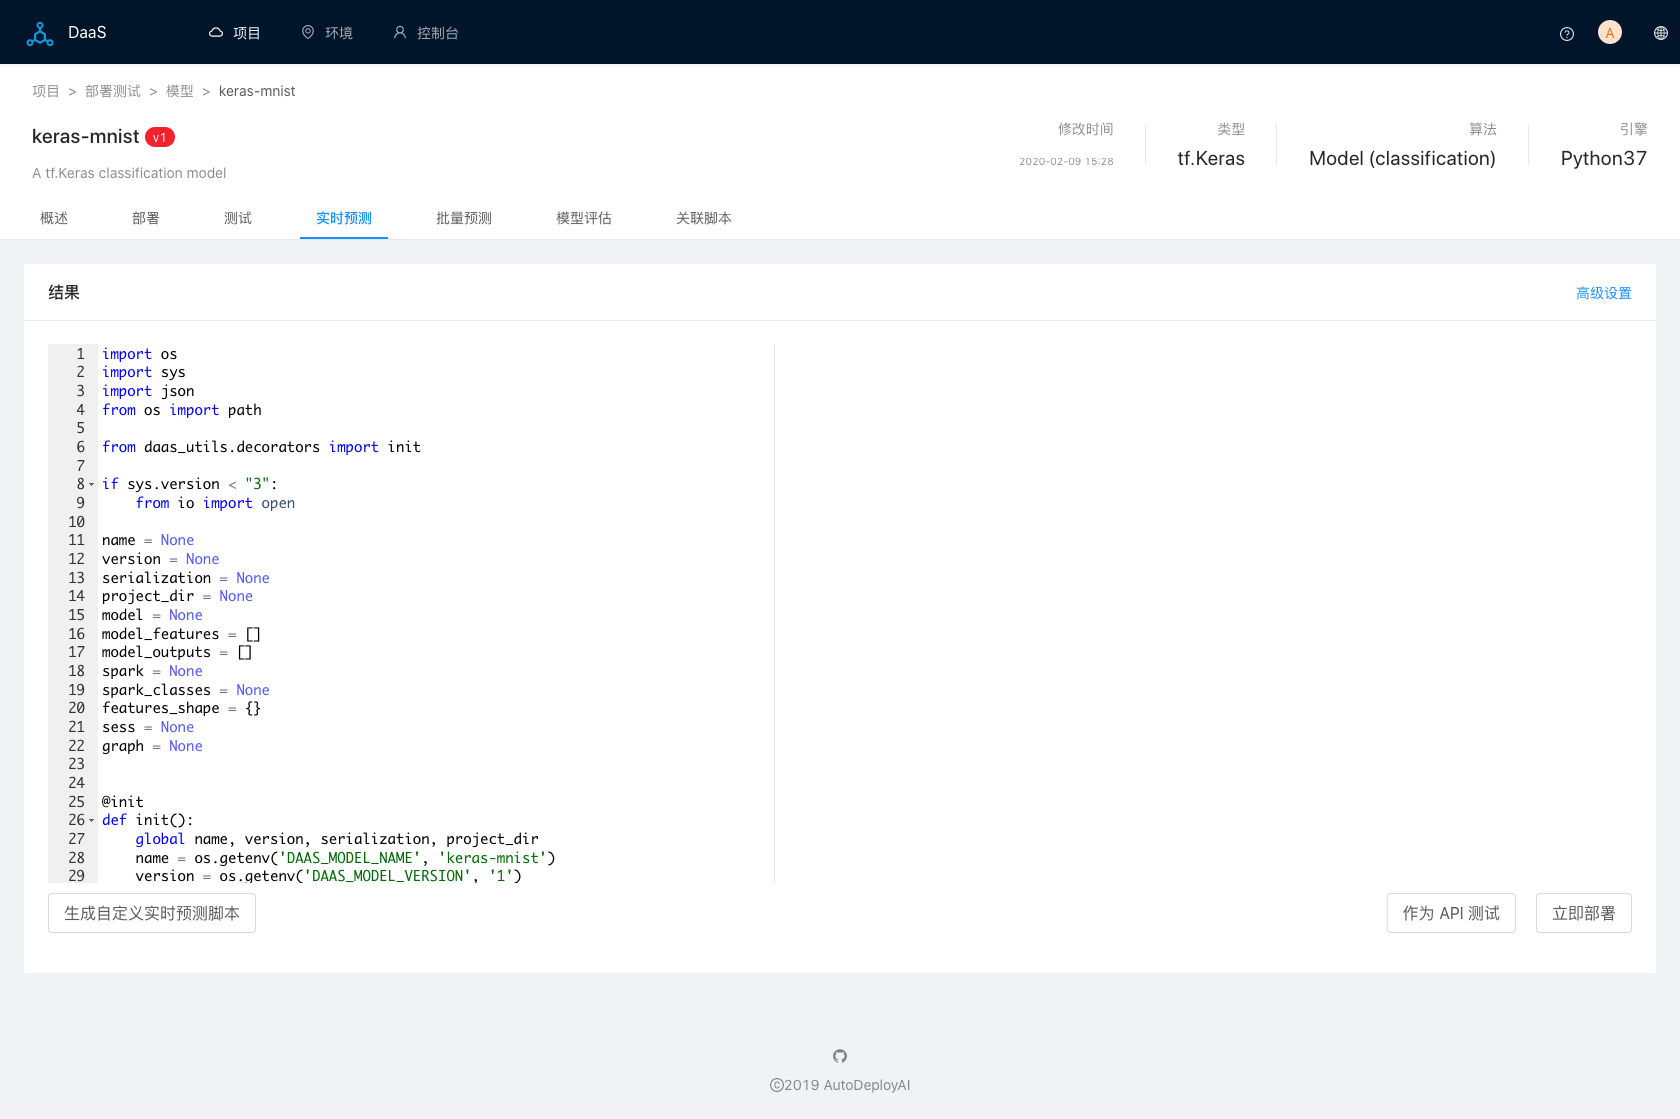 DaaS
项目
环境
控制台
A
项目 > 部署测试 > 模型 > keras-mnist
keras-mnist v1
A tf.Keras classification model
修改时间
2020-02-09 15:28
类型
tf.Keras
算法
Model (classification)
引擎
Python37
概述
部署
测试
实时预测
批量预测
模型评估
关联脚本
结果
高级设置
1 import os
2 import sys
3 import json
4 from os import path
5
6 from daas_utils.decorators import init
7
8 if sys.version < "3":
9     from io import open
10
11 name = None
12 version = None
13 serialization = None
14 project_dir = None
15 model = None
16 model_features = []
17 model_outputs = []
18 spark = None
19 spark_classes = None
20 features_shape = {}
21 sess = None
22 graph = None
23
24
25 @init
26 def init():
27     global name, version, serialization, project_dir
28     name = os.getenv('DAAS_MODEL_NAME', 'keras-mnist')
29     version = os.getenv('DAAS_MODEL_VERSION', '1')
生成自定义实时预测脚本
作为 API 测试
立即部署
©2019 AutoDeployAI